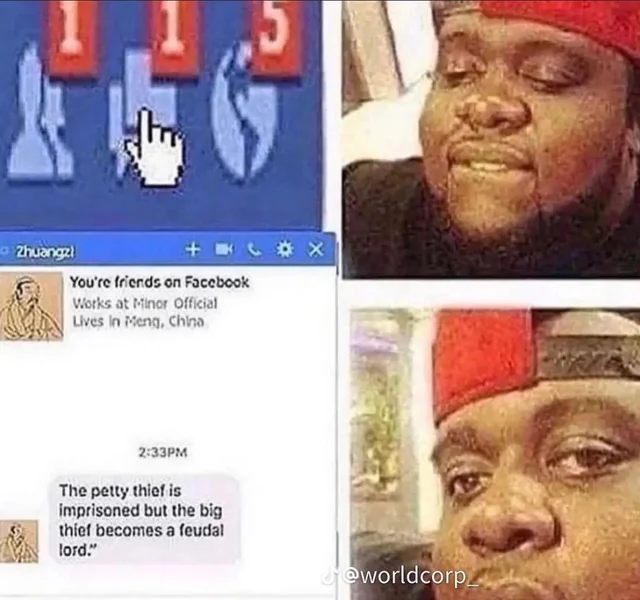 1 1 5
Zhuangzi
You're friends on Facebook
Works at Minor Official
Lives in Meng, China
2:33PM
The petty thief is
imprisoned but the big
thief becomes a feudal
lord."
@worldcorp_